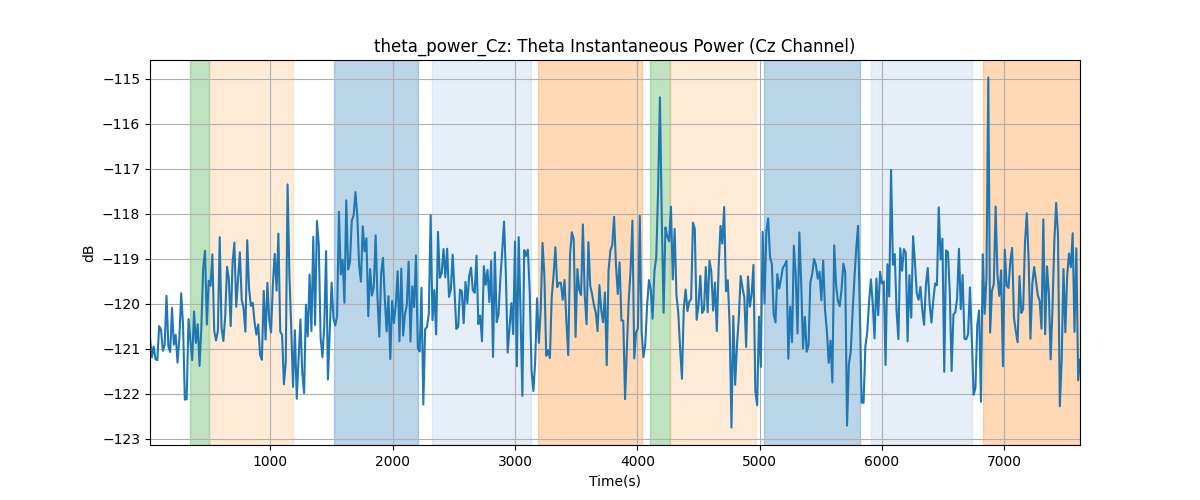 theta_power_Cz: Theta Instantaneous Power (Cz Channel)
−115
−116
−117
−118
−119
−120
−121
−122
−123
dB
1000 2000 3000 4000 5000 6000 7000
Time(s)